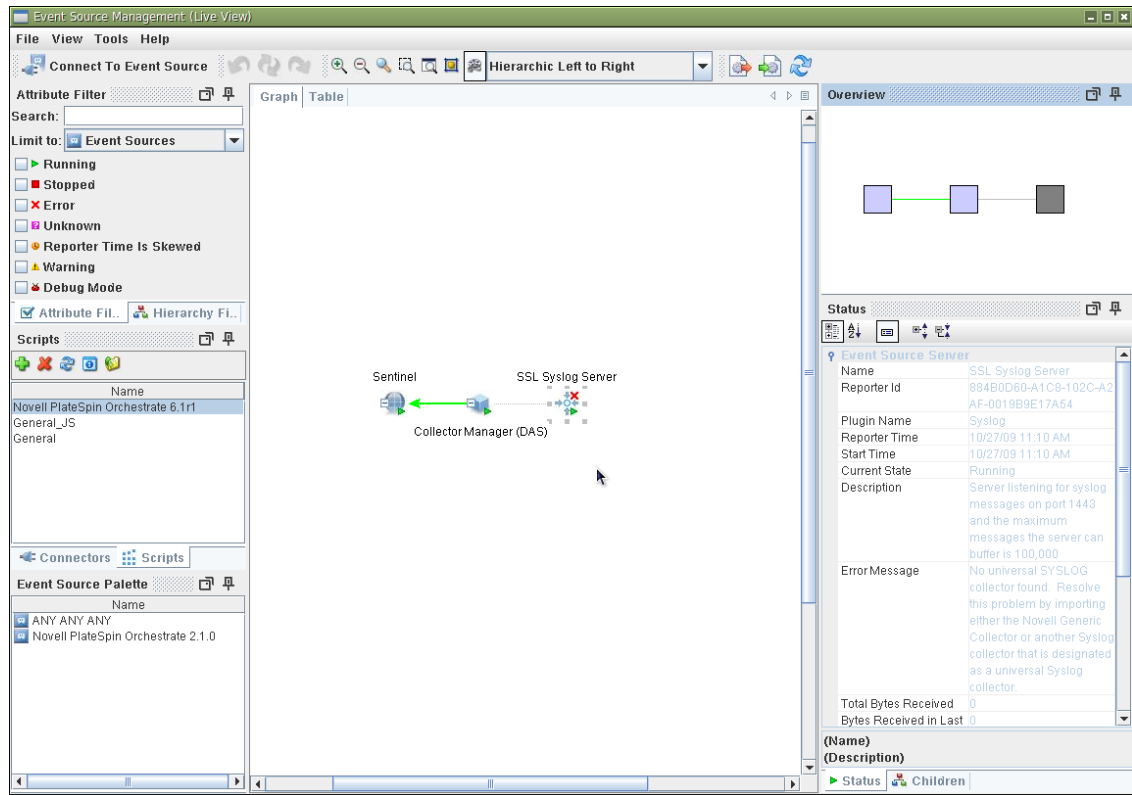 Event Source Management (Live View)
File View Tools Help
Connect To Event Source
Hierarchic Left to Right
Attribute Filter
Search:
Limit to: Event Sources
Running
Stopped
Error
Unknown
Reporter Time Is Skewed
Warning
Debug Mode
Attribute Fil..
Hierarchy Fi..
Scripts
Name
Novell PlateSpin Orchestrate 6.1r1
General_JS
General
Connectors
Scripts
Event Source Palette
Name
ANY ANY ANY
Novell PlateSpin Orchestrate 2.1.0
Graph
Table
Sentinel
SSL Syslog Server
Collector Manager (DAS)
Overview
Status
Event Source Server
Name SSL Syslog Server
Reporter Id 884B0D60-A1C8-102C-A2
AF-0019B9E17A54
Plugin Name Syslog
Reporter Time 10/27/09 11:10 AM
Start Time 10/27/09 11:10 AM
Current State Running
Description Server listening for syslog
messages on port 1443
and the maximum
messages the server can
buffer is 100,000
Error Message No universal SYSLOG
collector found. Resolve
this problem by importing
either the Novell Generic
Collector or another Syslog
collector that is designated
as a universal Syslog
collector.
Total Bytes Received 0
Bytes Received in Last 0
(Name)
(Description)
Status
Children